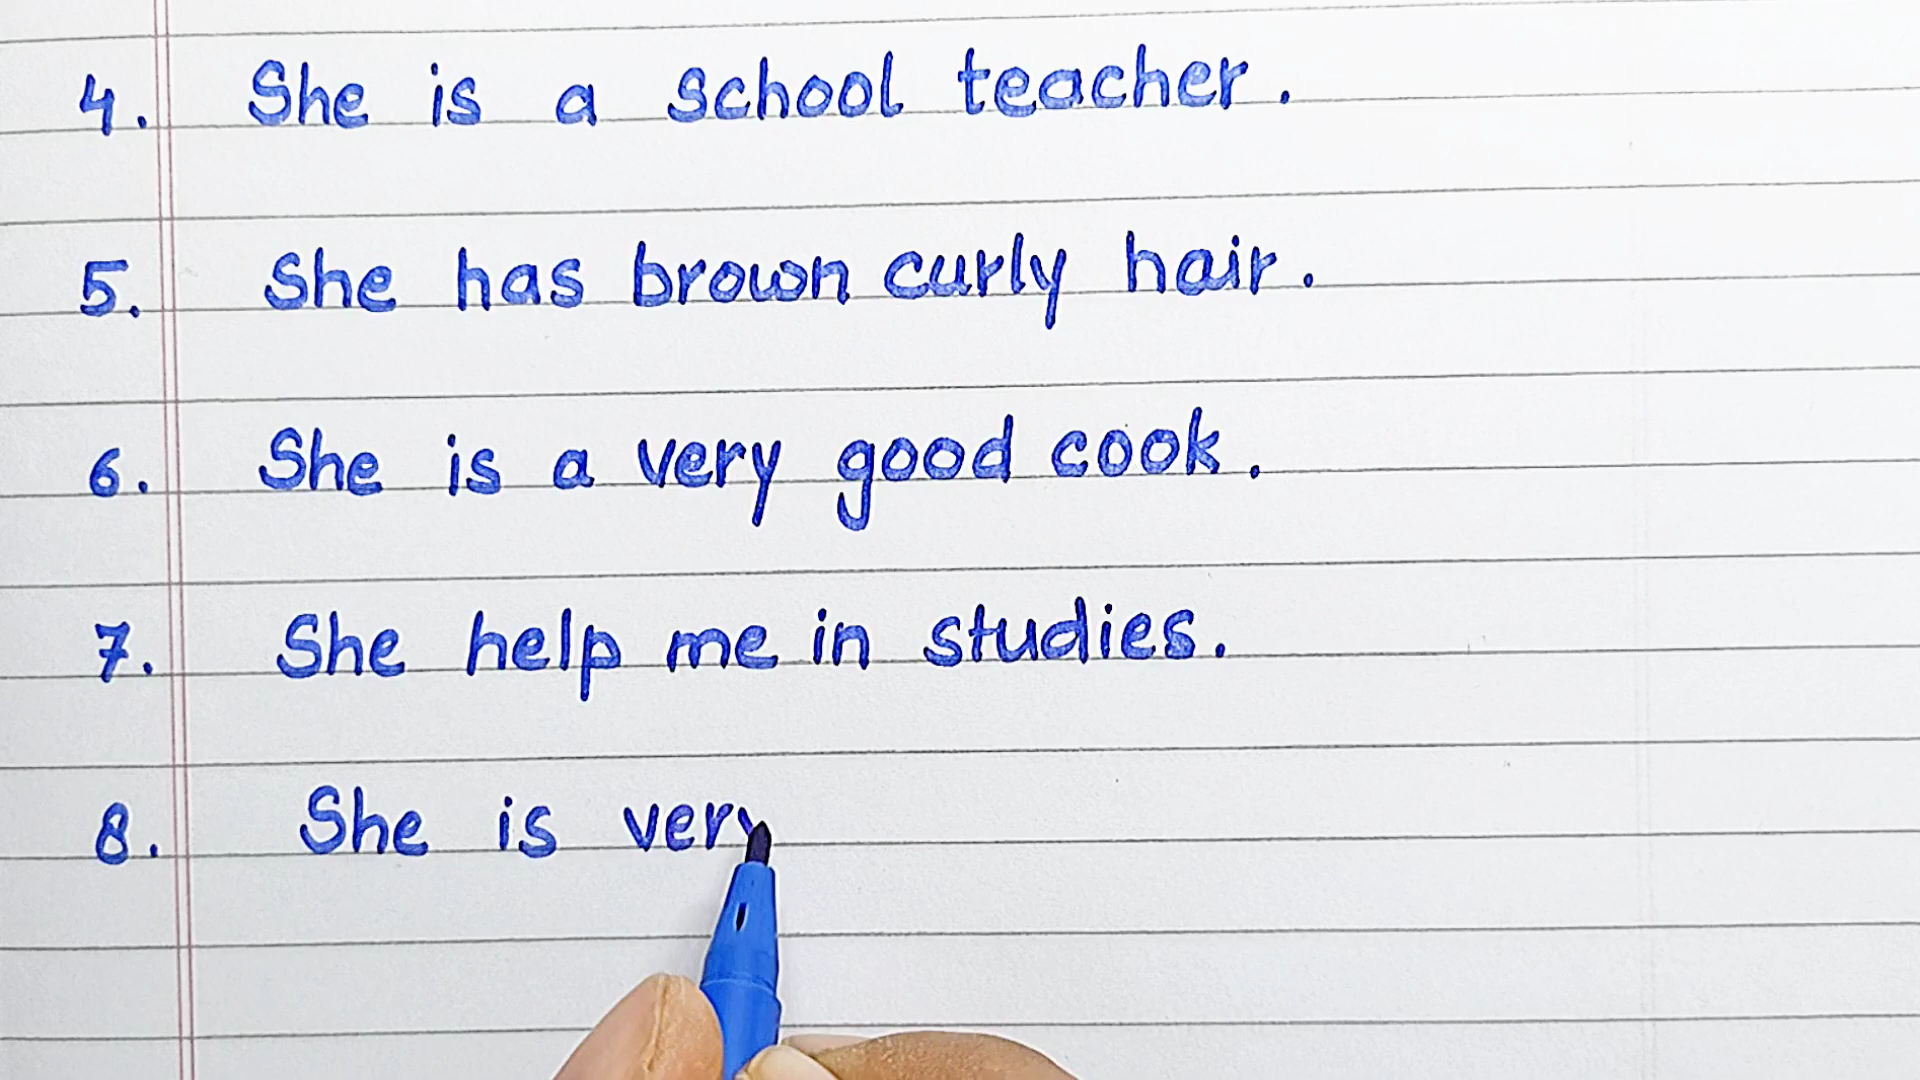 4. She is a school teacher.
5. She has brown curly hair.
6. She is a very good cook.
7. She help me in studies.
8. She is very